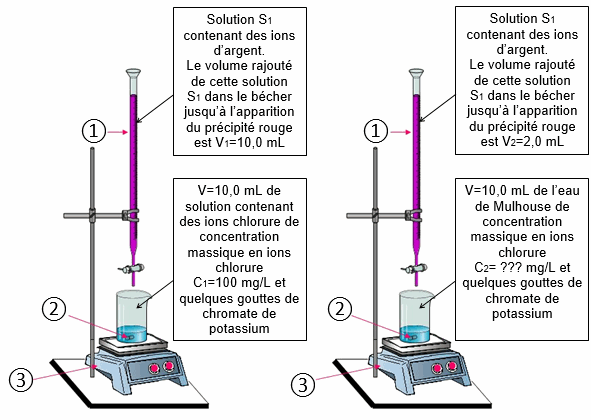 Solution S1
contenant des ions
d'argent.
Le volume rajouté
de cette solution
S1 dans le bécher
jusqu'à l'apparition
du précipité rouge
est V1=10,0 mL
1
V=10,0 mL de
solution contenant
des ions chlorure de
concentration
massique en ions
chlorure
C1=100 mg/L et
quelques gouttes de
chromate de
potassium
2
3
Solution S1
contenant des ions
d'argent.
Le volume rajouté
de cette solution
S1 dans le bécher
jusqu'à l'apparition
du précipité rouge
est V2=2,0 mL
1
V=10,0 mL de l'eau
de Mulhouse de
concentration
massique en ions
chlorure
C2= ??? mg/L et
quelques gouttes de
chromate de
potassium
2
3